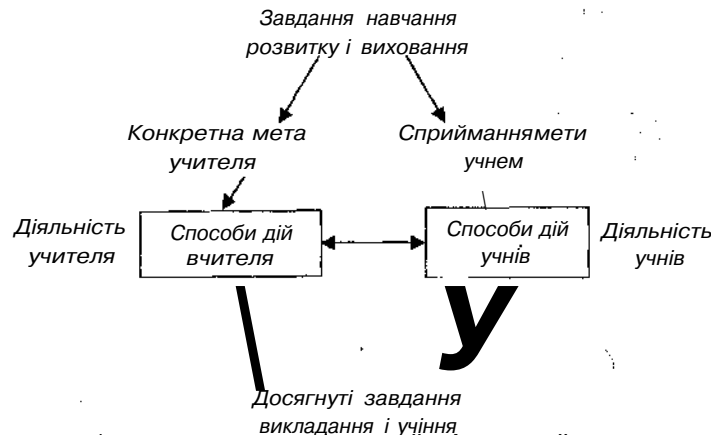 Завдання навчання
розвитку і виховання
Конкретна мета
учителя
Сприйманнямети
учнем
Діяльність
учителя
Способи дій
вчителя
Способи дій
учнів
Діяльність
учнів
У
Досягнуті завдання
викладання і учіння